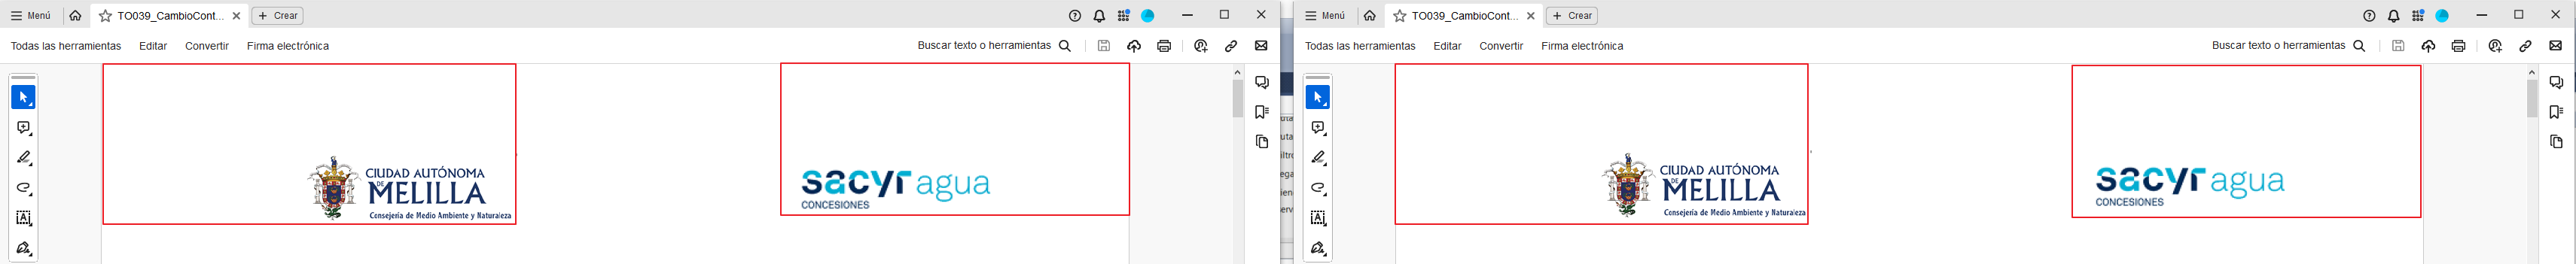 Menú TO039_CambioCont... Crear
Todas las herramientas Editar Convertir Firma electrónica Buscar texto o herramientas
CIUDAD AUTÓNOMA
DE MELILLA
Consejería de Medio Ambiente y Naturaleza
sacyr agua
CONCESIONES
Menú TO039_CambioCont... Crear
Todas las herramientas Editar Convertir Firma electrónica Buscar texto o herramientas
CIUDAD AUTÓNOMA
DE MELILLA
Consejería de Medio Ambiente y Naturaleza
sacyr agua
CONCESIONES